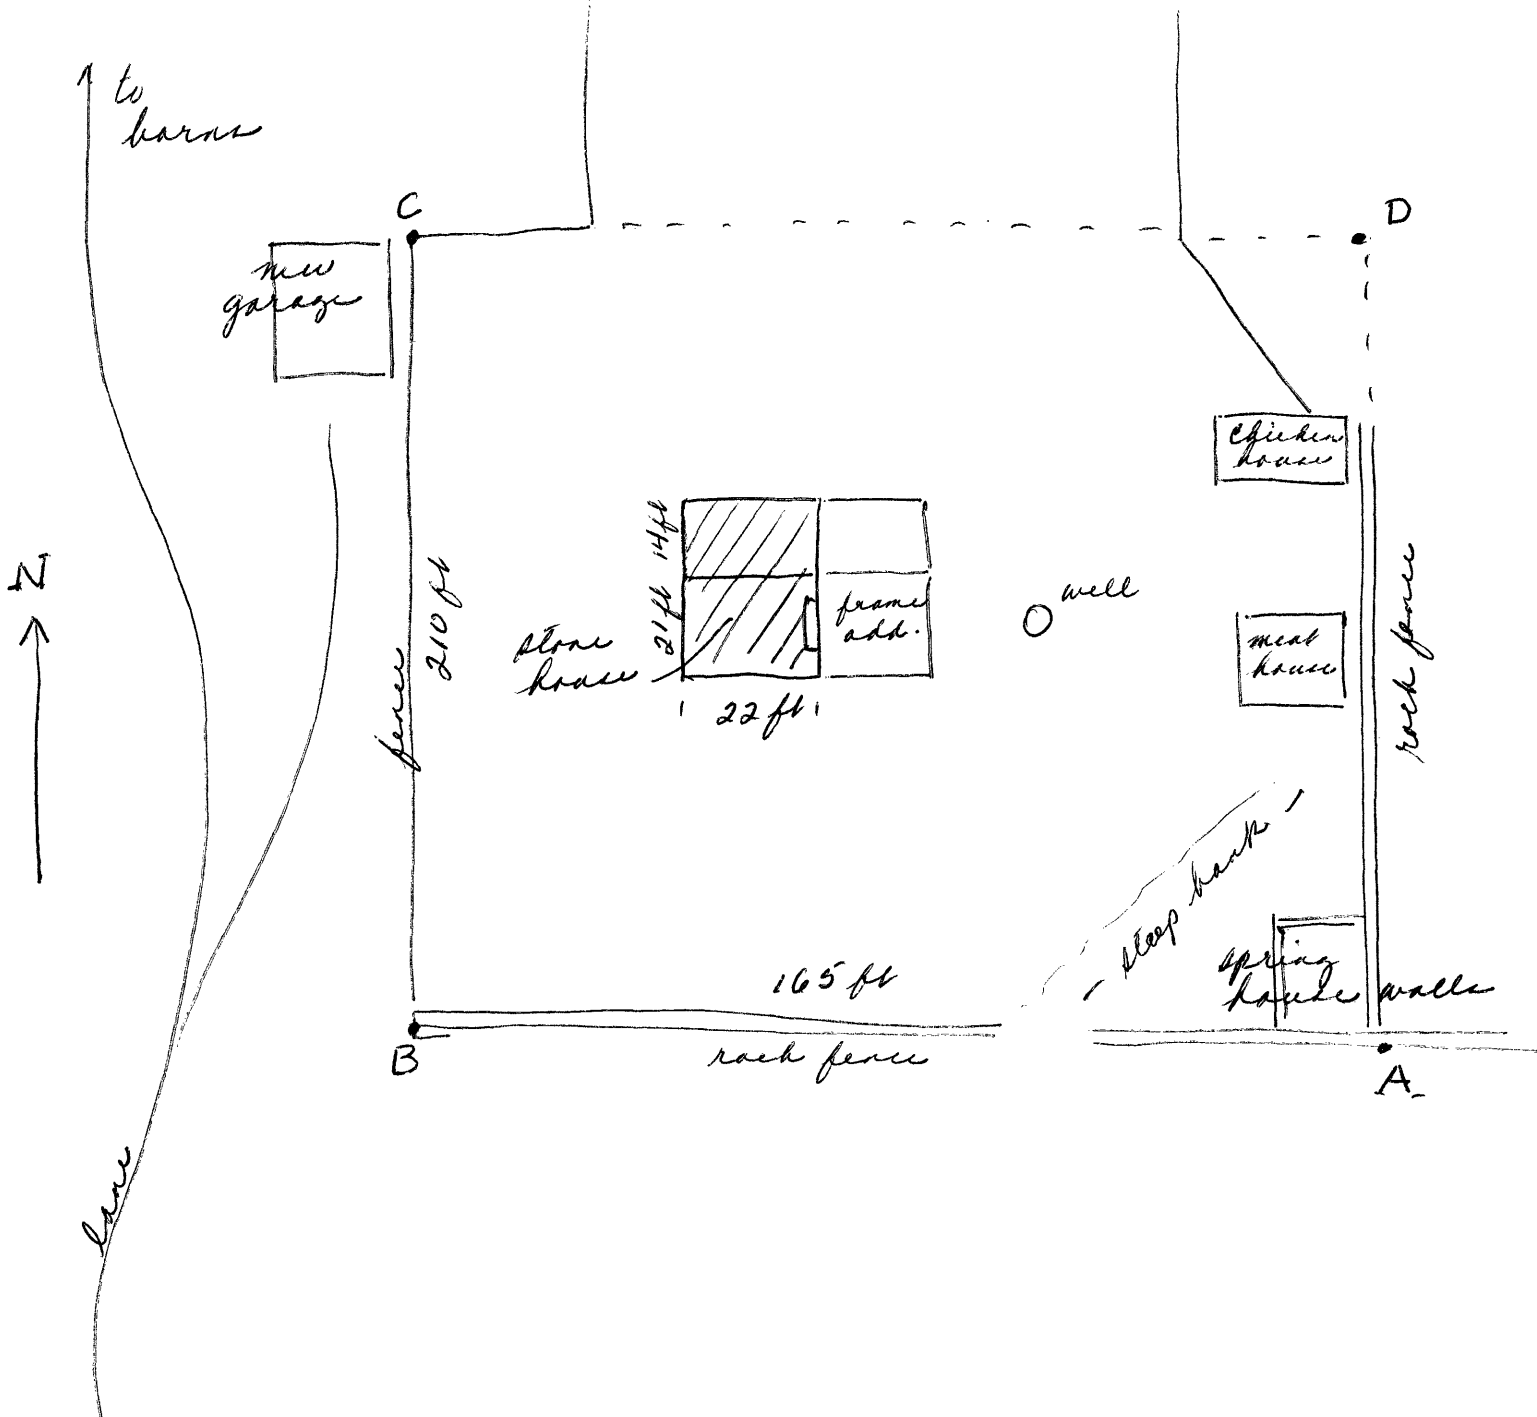 to
barns
C
D
new
garage
chicken
house
N
14 ft
21 ft
210 ft
fence
stone
house
frame
add.
well
meat
house
rock fence
22 ft
steep bank
165 ft
spring
house walls
B
rock fence
A
lane